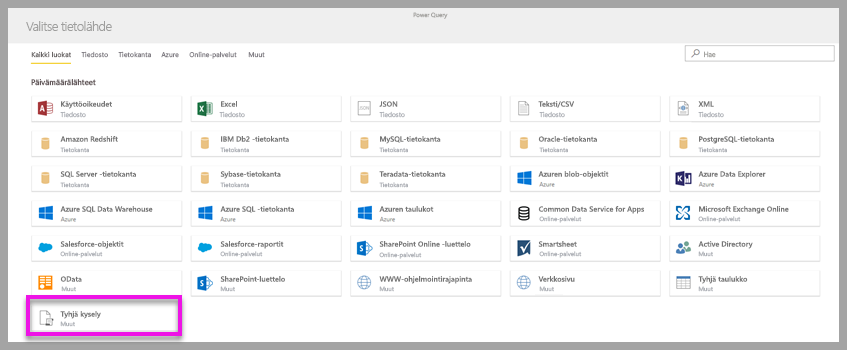 Power Query
Valitse tietolähde
Kaikki luokat Tiedosto Tietokanta Azure Online-palvelut Muut
Hae
Päivämäärälähteet
Käyttöoikeudet Excel JSON Teksti/CSV XML
Tiedosto Tiedosto Tiedosto Tiedosto Tiedosto
Amazon Redshift IBM Db2 -tietokanta MySQL-tietokanta Oracle-tietokanta PostgreSQL-tietokanta
Tietokanta Tietokanta Tietokanta Tietokanta Tietokanta
SQL Server -tietokanta Sybase-tietokanta Teradata-tietokanta Azuren blob-objektit Azure Data Explorer
Tietokanta Tietokanta Tietokanta Azure Azure
Azure SQL Data Warehouse Azure SQL -tietokanta Azuren taulukot Common Data Service for Apps Microsoft Exchange Online
Azure Azure Azure Online-palvelut Online-palvelut
Salesforce-objektit Salesforce-raportit SharePoint Online -luettelo Smartsheet Active Directory
Online-palvelut Online-palvelut Online-palvelut Online-palvelut Muut
OData SharePoint-luettelo WWW-ohjelmointirajapinta Verkkosivu Tyhjä taulukko
Muut Muut Muut Muut Muut
Tyhjä kysely
Muut